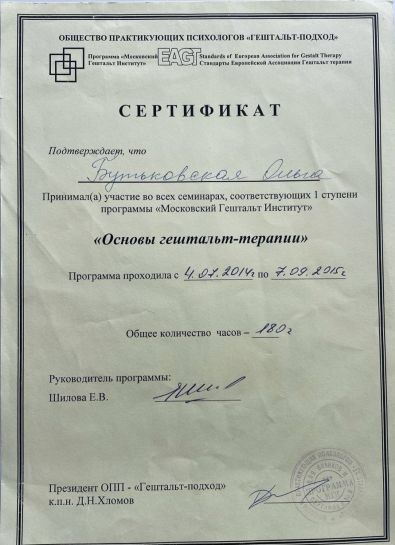 ОБЩЕСТВО ПРАКТИКУЮЩИХ ПСИХОЛОГОВ «ГЕШТАЛЬТ-ПОДХОД»
Программа «Московский
Гештальт Институт»
EAGT
Standards of European Association for Gestalt Therapy
Стандарты Европейской Ассоциации Гештальт терапии
СЕРТИФИКАТ
Подтверждает, что
Бутьковская Ольга
Принимал(а) участие во всех семинарах, соответствующих 1 ступени
программы «Московский Гештальт Институт»
«Основы гештальт-терапии»
Программа проходила с 4.07.2014г по 7.09.2015г
Общее количество часов – 180г
Руководитель программы:
Шилова Е.В.
Президент ОПП - «Гештальт-подход»
к.п.н. Д.Н.Хломов
ПРОГРАММА